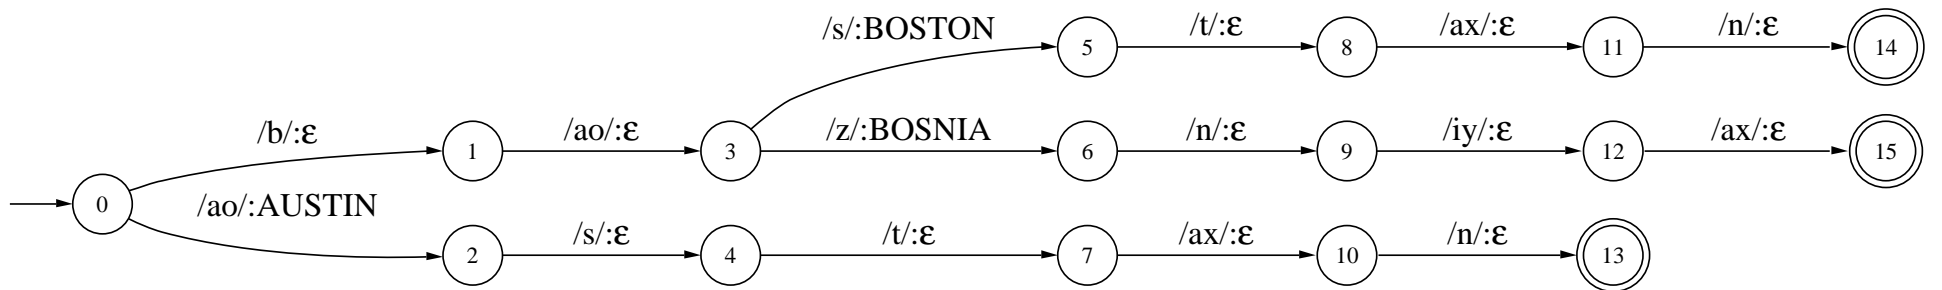 /s/:BOSTON
5
/t/:ε
8
/ax/:ε
11
/n/:ε
14
/b/:ε
1
/ao/:ε
3
/z/:BOSNIA
6
/n/:ε
9
/iy/:ε
12
/ax/:ε
15
0
/ao/:AUSTIN
2
/s/:ε
4
/t/:ε
7
/ax/:ε
10
/n/:ε
13